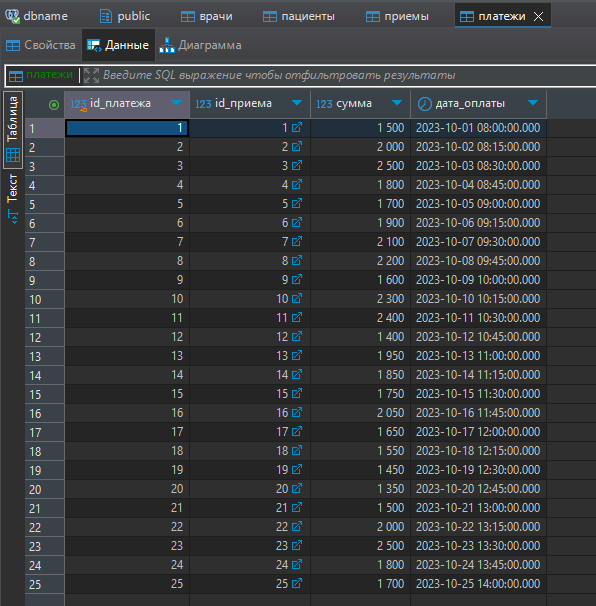 dbname public врачи пациенты приемы платежи
Свойства Данные Диаграмма
платежи Введите SQL выражение чтобы отфильтровать результаты
Таблица
Текст
123 id_платежа 123 id_приема 123 сумма дата_оплаты
1 1 1 1 500 2023-10-01 08:00:00.000
2 2 2 2 000 2023-10-02 08:15:00.000
3 3 3 2 500 2023-10-03 08:30:00.000
4 4 4 1 800 2023-10-04 08:45:00.000
5 5 5 1 700 2023-10-05 09:00:00.000
6 6 6 1 900 2023-10-06 09:15:00.000
7 7 7 2 100 2023-10-07 09:30:00.000
8 8 8 2 200 2023-10-08 09:45:00.000
9 9 9 1 600 2023-10-09 10:00:00.000
10 10 10 2 300 2023-10-10 10:15:00.000
11 11 11 2 400 2023-10-11 10:30:00.000
12 12 12 1 400 2023-10-12 10:45:00.000
13 13 13 1 950 2023-10-13 11:00:00.000
14 14 14 1 850 2023-10-14 11:15:00.000
15 15 15 1 750 2023-10-15 11:30:00.000
16 16 16 2 050 2023-10-16 11:45:00.000
17 17 17 1 650 2023-10-17 12:00:00.000
18 18 18 1 550 2023-10-18 12:15:00.000
19 19 19 1 450 2023-10-19 12:30:00.000
20 20 20 1 350 2023-10-20 12:45:00.000
21 21 21 1 500 2023-10-21 13:00:00.000
22 22 22 2 000 2023-10-22 13:15:00.000
23 23 23 2 500 2023-10-23 13:30:00.000
24 24 24 1 800 2023-10-24 13:45:00.000
25 25 25 1 700 2023-10-25 14:00:00.000